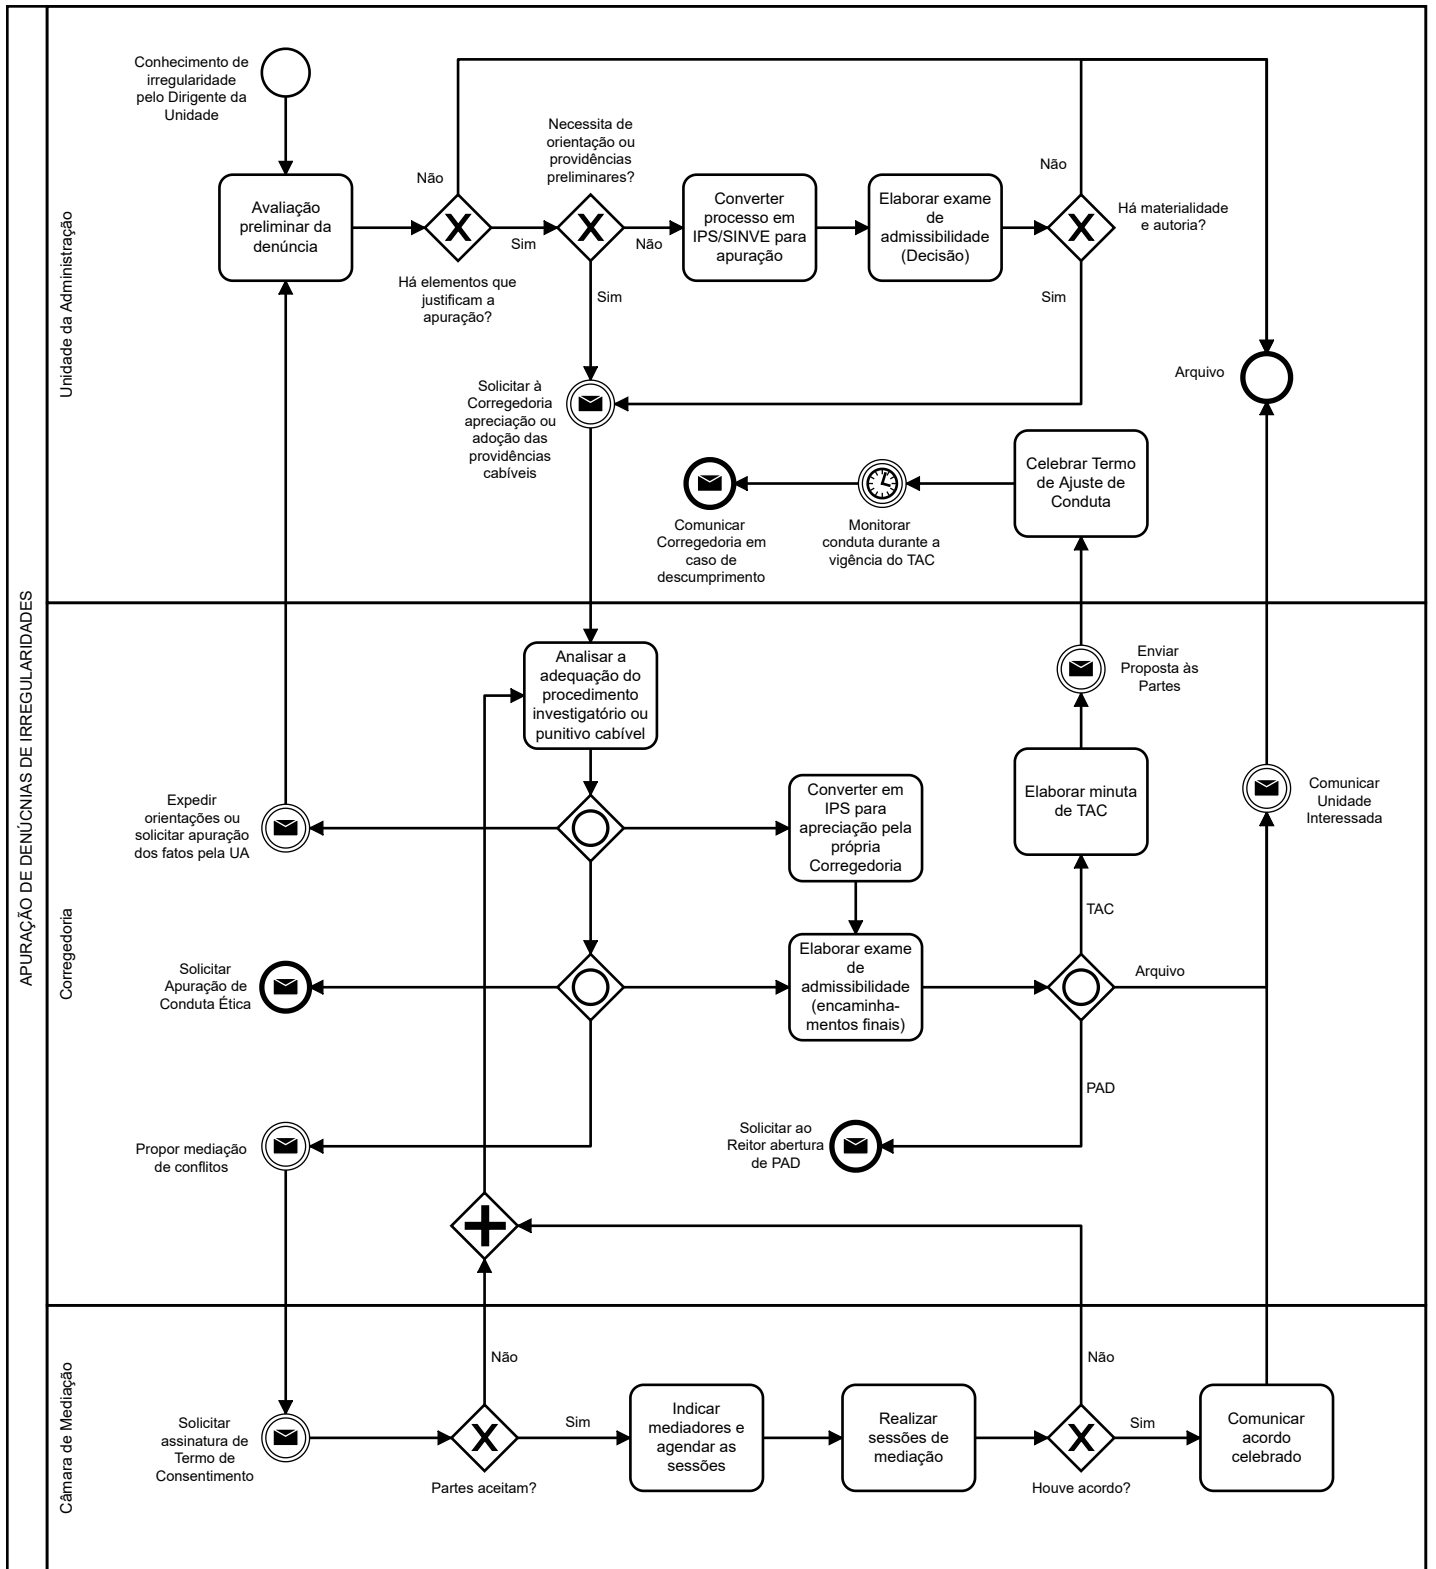 APURAÇÃO DE DENÚCNIAS DE IRREGULARIDADES
Unidade da Administração
Conhecimento de
irregularidade
pelo Dirigente da
Unidade
Avaliação
preliminar da
denúncia
Não
Há elementos que
justificam a
apuração?
Sim
Necessita de
orientação ou
providências
preliminares?
Não
Sim
Converter
processo em
IPS/SINVE para
apuração
Elaborar exame
de
admissibilidade
(Decisão)
Não
Há materialidade
e autoria?
Sim
Arquivo
Solicitar à
Corregedoria
apreciação ou
adoção das
providências
cabíveis
Celebrar Termo
de Ajuste de
Conduta
Monitorar
conduta durante a
vigência do TAC
Comunicar
Corregedoria em
caso de
descumprimento
Corregedoria
Analisar a
adequação do
procedimento
investigatório ou
punitivo cabível
Enviar
Proposta às
Partes
Expedir
orientações ou
solicitar apuração
dos fatos pela UA
Converter em
IPS para
apreciação pela
própria
Corregedoria
Elaborar minuta
de TAC
Comunicar
Unidade
Interessada
TAC
Solicitar
Apuração de
Conduta Ética
Elaborar exame
de
admissibilidade
(encaminha-
mentos finais)
Arquivo
PAD
Propor mediação
de conflitos
Solicitar ao
Reitor abertura
de PAD
Câmara de Mediação
Não
Não
Solicitar
assinatura de
Termo de
Consentimento
Partes aceitam?
Sim
Indicar
mediadores e
agendar as
sessões
Realizar
sessões de
mediação
Houve acordo?
Sim
Comunicar
acordo
celebrado